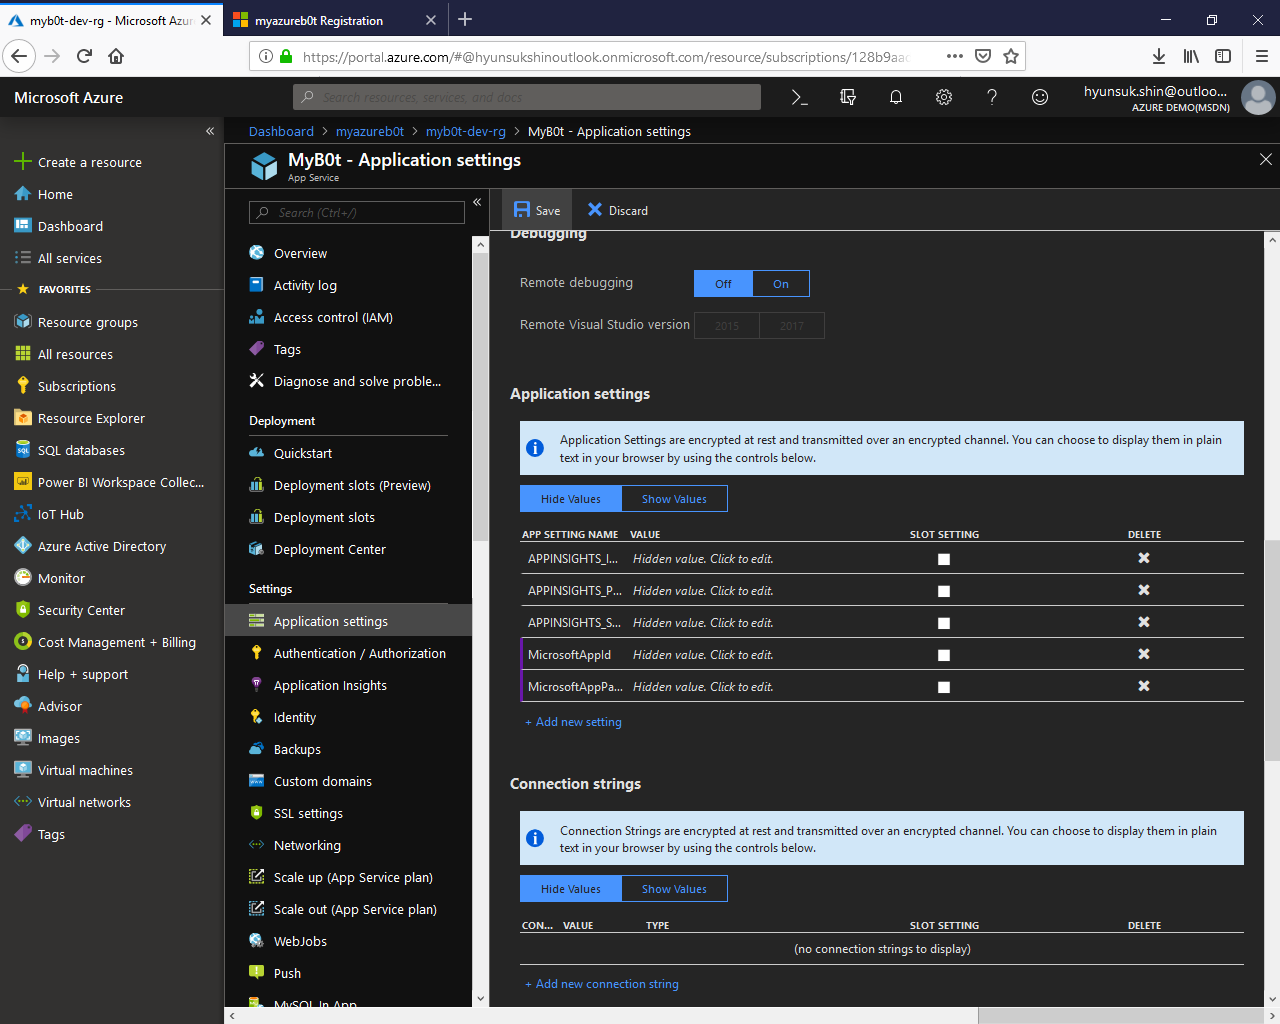 myb0t-dev-rg - Microsoft Azur
myazureb0t Registration
https://portal.azure.com/#@hyunsukshinoutlook.onmicrosoft.com/resource/subscriptions/128b9aac
Microsoft Azure
Search resources, services, and docs
hyunsuk.shin@outloo...
AZURE DEMO(MSDN)
Dashboard > myazureb0t > myb0t-dev-rg > MyB0t - Application settings
MyB0t - Application settings
App Service
Create a resource
Home
Dashboard
All services
FAVORITES
Resource groups
All resources
Subscriptions
Resource Explorer
SQL databases
Power BI Workspace Collec...
IoT Hub
Azure Active Directory
Monitor
Security Center
Cost Management + Billing
Help + support
Advisor
Images
Virtual machines
Virtual networks
Tags
Search (Ctrl+/)
Overview
Activity log
Access control (IAM)
Tags
Diagnose and solve proble...
Deployment
Quickstart
Deployment slots (Preview)
Deployment slots
Deployment Center
Settings
Application settings
Authentication / Authorization
Application Insights
Identity
Backups
Custom domains
SSL settings
Networking
Scale up (App Service plan)
Scale out (App Service plan)
WebJobs
Push
MySQL In App
Save
Discard
Debugging
Remote debugging Off On
Remote Visual Studio version 2015 2017
Application settings
Application Settings are encrypted at rest and transmitted over an encrypted channel. You can choose to display them in plain
text in your browser by using the controls below.
Hide Values Show Values
APP SETTING NAME VALUE SLOT SETTING DELETE
APPINSIGHTS_I... Hidden value. Click to edit.
APPINSIGHTS_P... Hidden value. Click to edit.
APPINSIGHTS_S... Hidden value. Click to edit.
MicrosoftAppId Hidden value. Click to edit.
MicrosoftAppPa... Hidden value. Click to edit.
+ Add new setting
Connection strings
Connection Strings are encrypted at rest and transmitted over an encrypted channel. You can choose to display them in plain
text in your browser by using the controls below.
Hide Values Show Values
CON... VALUE TYPE SLOT SETTING DELETE
(no connection strings to display)
+ Add new connection string